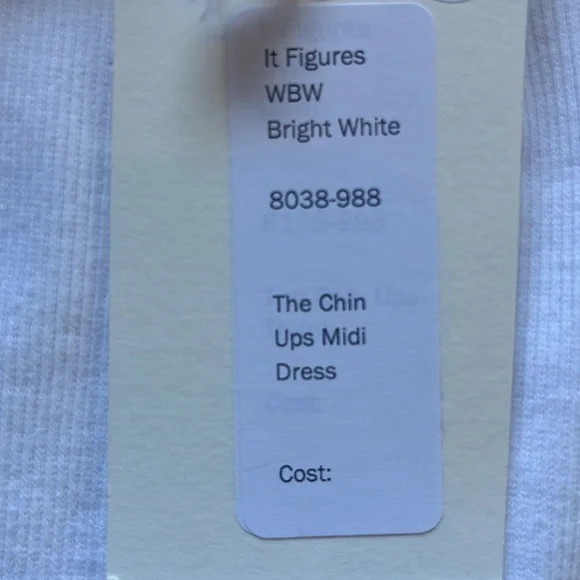 It Figures
WBW
Bright White
8038-988
The Chin
Ups Midi
Dress
Cost: